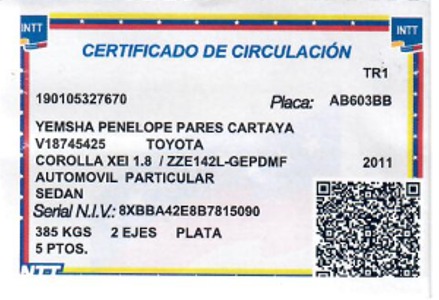 INTT INTT
CERTIFICADO DE CIRCULACIÓN
TR1
190105327670 Placa: AB603BB
YEMSHA PENELOPE PARES CARTAYA
V18745425 TOYOTA
COROLLA XEI 1.8 / ZZE142L-GEPDMF 2011
AUTOMOVIL PARTICULAR
SEDAN
Serial N.I.V.: 8XBBA42E8B7815090
385 KGS 2 EJES PLATA
5 PTOS.
INTT